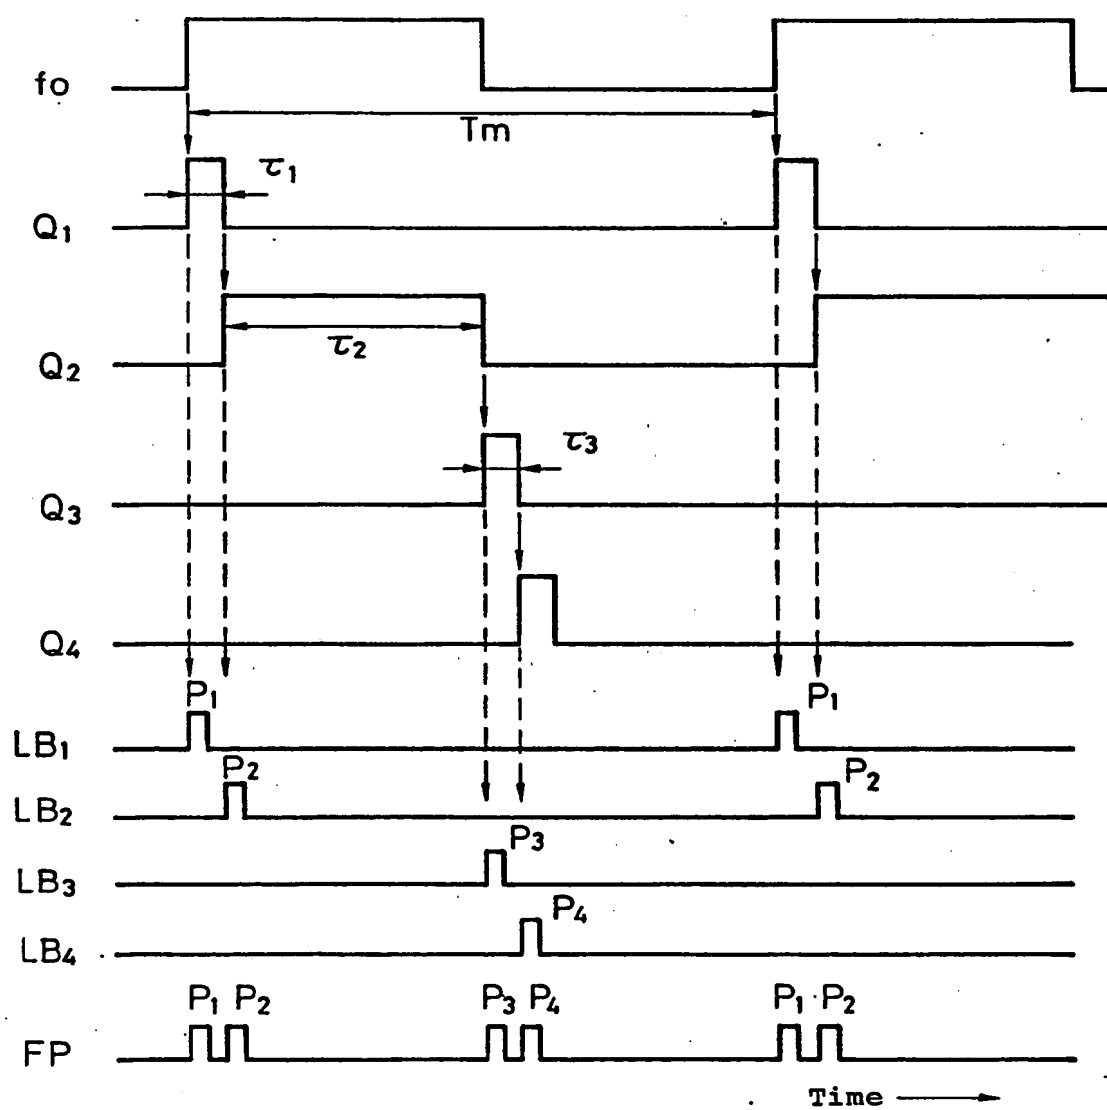 fo
Tm
τ1
Q1
τ2
Q2
τ3
Q3
Q4
P1 P1
LB1
P2 P2
LB2
P3
LB3
P4
LB4
P1 P2 P3 P4 P1 P2
FP
Time